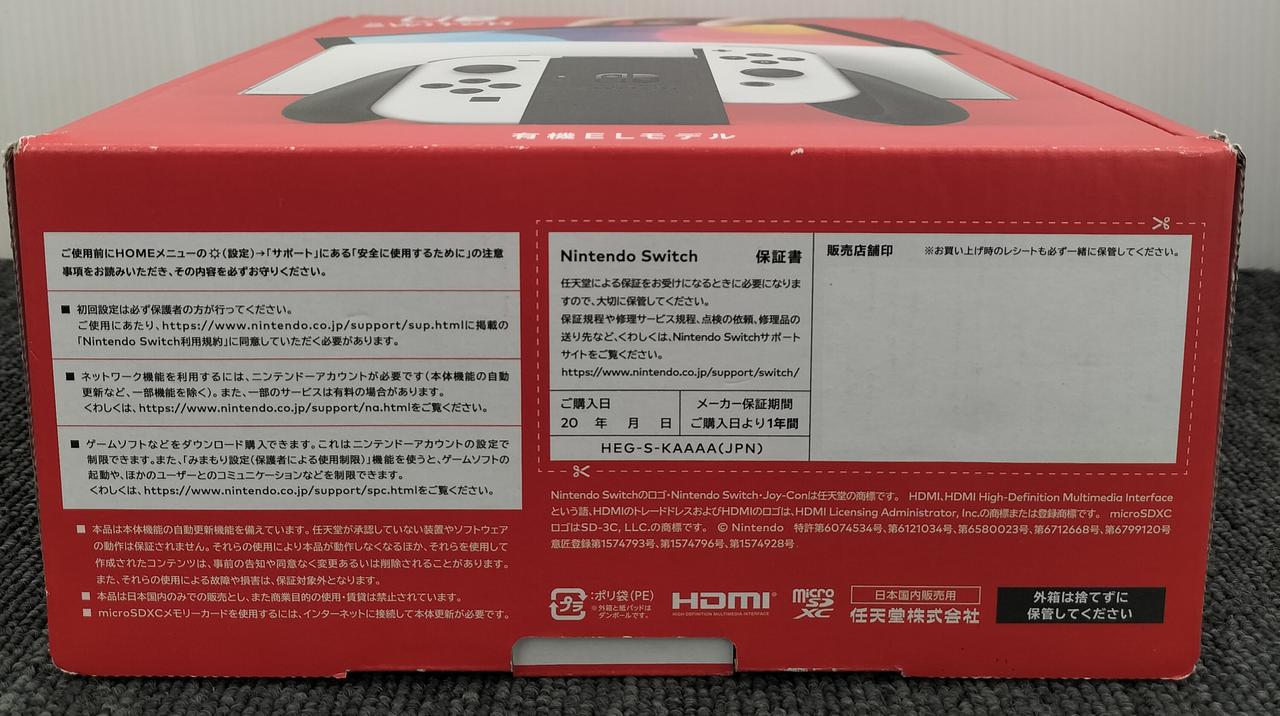 有機ELモデル
ご使用前にHOMEメニューの(設定)→「サポート」にある「安全に使用するために」の注意
事項をお読みいただき、その内容を必ずお守りください。
■ 初回設定は必ず保護者の方が行ってください。
ご使用にあたり、https://www.nintendo.co.jp/support/sup.htmlに掲載の
「Nintendo Switch利用規約」に同意していただく必要があります。
■ ネットワーク機能を利用するには、ニンテンドーアカウントが必要です(本体機能の自動
更新など、一部機能を除く)。また、一部のサービスは有料の場合があります。
くわしくは、https://www.nintendo.co.jp/support/na.htmlをご覧ください。
■ ゲームソフトなどをダウンロード購入できます。これはニンテンドーアカウントの設定で
制限できます。また、「みまもり設定(保護者による使用制限)」機能を使うと、ゲームソフトの
起動や、ほかのユーザーとのコミュニケーションなどを制限できます。
くわしくは、https://www.nintendo.co.jp/support/spc.htmlをご覧ください。
■ 本品は本体機能の自動更新機能を備えています。任天堂が承認していない装置やソフトウェア
の動作は保証されません。それらの使用により本品が動作しなくなるほか、それらを使用して
作成されたコンテンツは、事前の告知や同意なく変更あるいは削除されることがあります。
また、それらの使用による故障や損害は、保証対象外となります。
■ 本品は日本国内のみでの販売とし、また商業目的の使用・賃貸は禁止されています。
■ microSDXCメモリーカードを使用するには、インターネットに接続して本体更新が必要です。
Nintendo Switch 保証書
任天堂による保証をお受けになるときに必要になりま
すので、大切に保管してください。
保証規程や修理サービス規程、点検の依頼、修理品の
送り先など、くわしくは、Nintendo Switchサポート
サイトをご覧ください。
https://www.nintendo.co.jp/support/switch/
ご購入日 メーカー保証期間
20 年 月 日 ご購入日より1年間
HEG-S-KAAAA(JPN)
販売店舗印 ※お買い上げ時のレシートも必ず一緒に保管してください。
Nintendo Switchのロゴ・Nintendo Switch・Joy-Conは任天堂の商標です。 HDMI、HDMI High-Definition Multimedia Interface
という語、HDMIのトレードドレスおよびHDMIのロゴは、HDMI Licensing Administrator, Inc.の商標または登録商標です。 microSDXC
ロゴはSD-3C, LLC.の商標です。 © Nintendo 特許第6074534号、第6121034号、第6580023号、第6712668号、第6799120号
意匠登録第1574793号、第1574796号、第1574928号
プラ :ポリ袋(PE)
※外箱と紙パッドは
ダンボールです。
HDMI
HIGH-DEFINITION MULTIMEDIA INTERFACE
micro SD XC
日本国内販売用
任天堂株式会社
外箱は捨てずに
保管してください